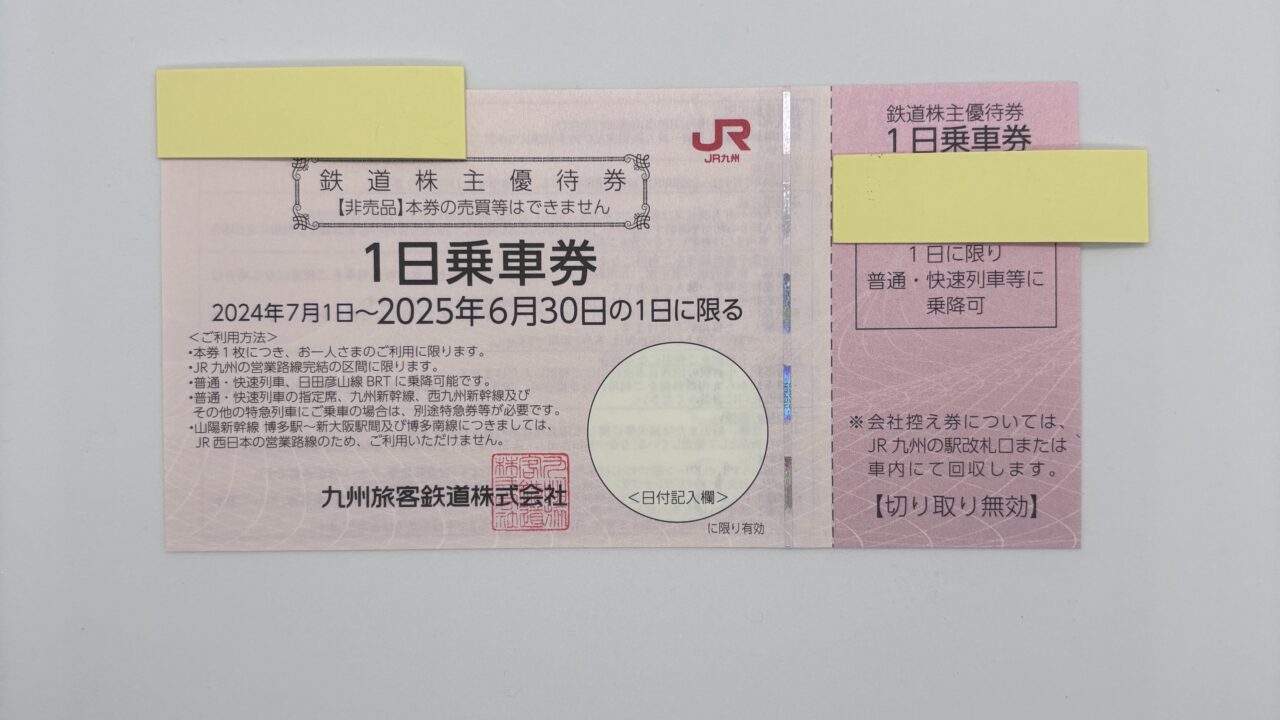 JR
JR九州
鉄道株主優待券
【非売品】本券の売買等はできません
1日乗車券
2024年7月1日～2025年6月30日の1日に限る
＜ご利用方法＞
•本券1枚につき、お一人さまのご利用に限ります。
•JR九州の営業路線完結の区間に限ります。
•普通・快速列車、日田彦山線BRTに乗降可能です。
•普通・快速列車の指定席、九州新幹線、西九州新幹線及び
その他の特急列車にご乗車の場合は、別途特急券等が必要です。
•山陽新幹線 博多駅～新大阪駅間及び博多南線につきましては、
JR西日本の営業路線のため、ご利用いただけません。
九州旅客鉄道株式会社
＜日付記入欄＞
に限り有効
鉄道株主優待券
1日乗車券
1日に限り
普通・快速列車等に
乗降可
※会社控え券については、
JR九州の駅改札口または
車内にて回収します。
【切り取り無効】